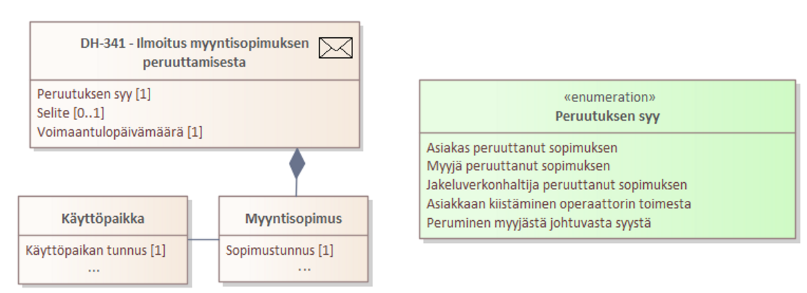 DH-341 - Ilmoitus myyntisopimuksen
peruuttamisesta
Peruutuksen syy [1]
Selite [0..1]
Voimaantulopäivämäärä [1]
Käyttöpaikka
Käyttöpaikan tunnus [1]
...
Myyntisopimus
Sopimustunnus [1]
...
«enumeration»
Peruutuksen syy
Asiakas peruuttanut sopimuksen
Myyjä peruuttanut sopimuksen
Jakeluverkonhaltija peruuttanut sopimuksen
Asiakkaan kiistäminen operaattorin toimesta
Peruminen myyjästä johtuvasta syystä